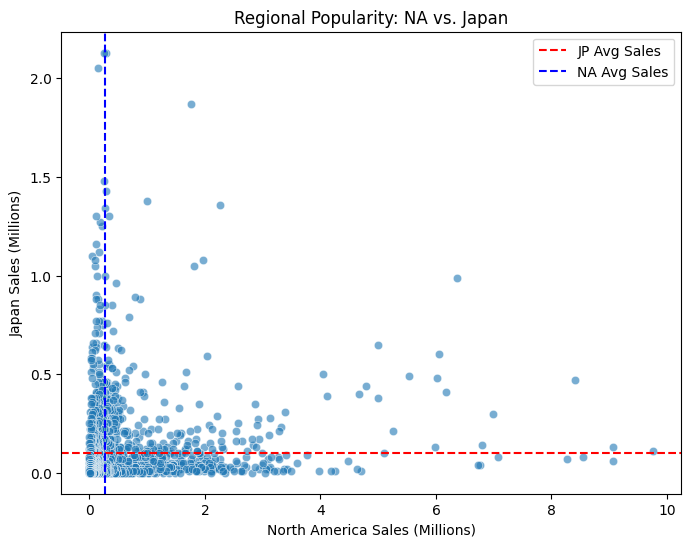 Regional Popularity: NA vs. Japan
JP Avg Sales
NA Avg Sales
2.0
1.5
1.0
0.5
0.0
Japan Sales (Millions)
0
2
4
6
8
10
North America Sales (Millions)